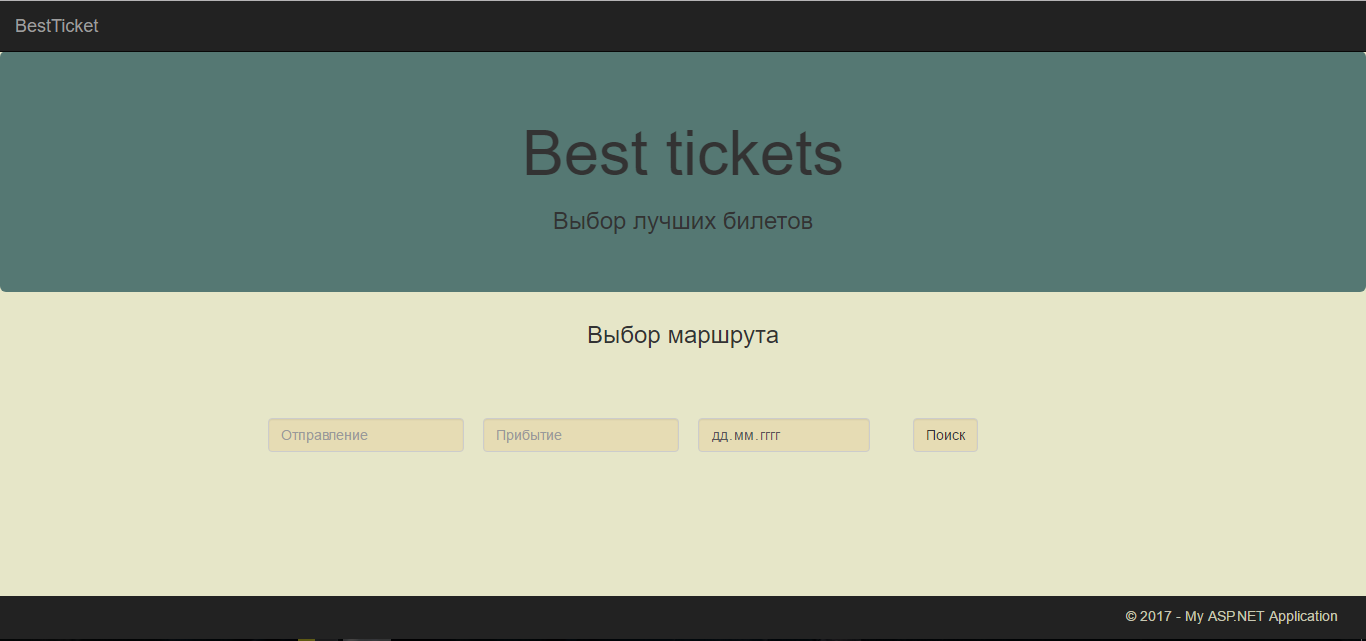 BestTicket
Best tickets
Выбор лучших билетов
Выбор маршрута
Отправление Прибытие дд.мм.гггг Поиск
© 2017 - My ASP.NET Application